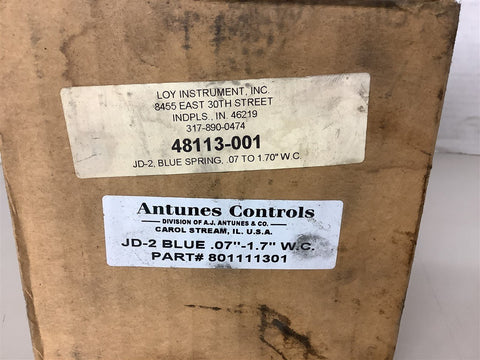 LOY INSTRUMENT, INC.
8455 EAST 30TH STREET
INDPLS., IN. 46219
317-890-0474
48113-001
JD-2, BLUE SPRING, .07 TO 1.70" W.C.
Antunes Controls
DIVISION OF A.J. ANTUNES & CO.
CAROL STREAM, IL. U.S.A.
JD-2 BLUE .07"-1.7" W.C.
PART# 801111301